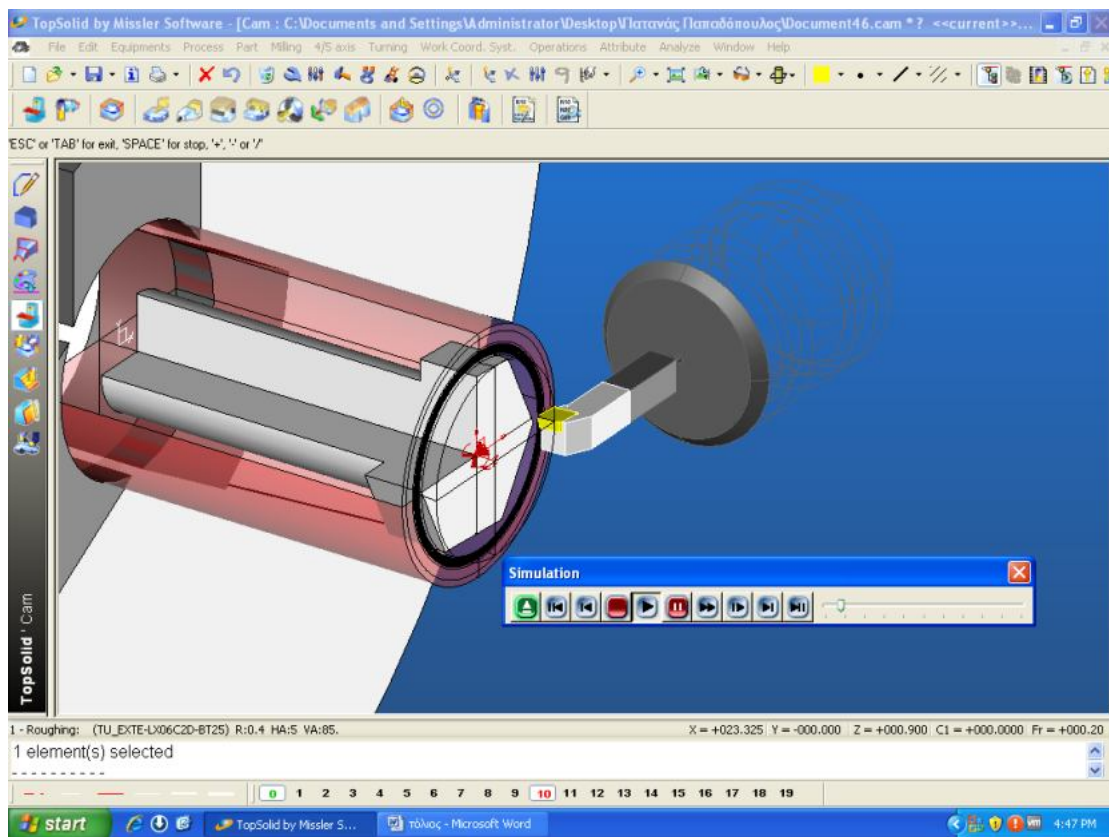 TopSolid by Missler Software - [Cam : C:\Documents and Settings\Administrator\Desktop\Πατανάς Παπαδόπουλος\Document46.cam * ? <<current>>...
File Edit Equipments Process Part Milling 4/5 axis Turning Work Coord. Syst. Operations Attribute Analyze Window Help
'ESC' or 'TAB' for exit, 'SPACE' for stop, '+', '-' or '/'
Simulation
TopSolid'Cam
1 - Roughing: (TU_EXTE-LX06C2D-BT25) R:0.4 HA:5 VA:85.
X = +023.325 Y = -000.000 Z = +000.900 C1 = +000.0000 Fr = +000.20
1 element(s) selected
- - - - - - - - - -
0 1 2 3 4 5 6 7 8 9 10 11 12 13 14 15 16 17 18 19
start TopSolid by Missler S... τόλιος - Microsoft Word 4:47 PM